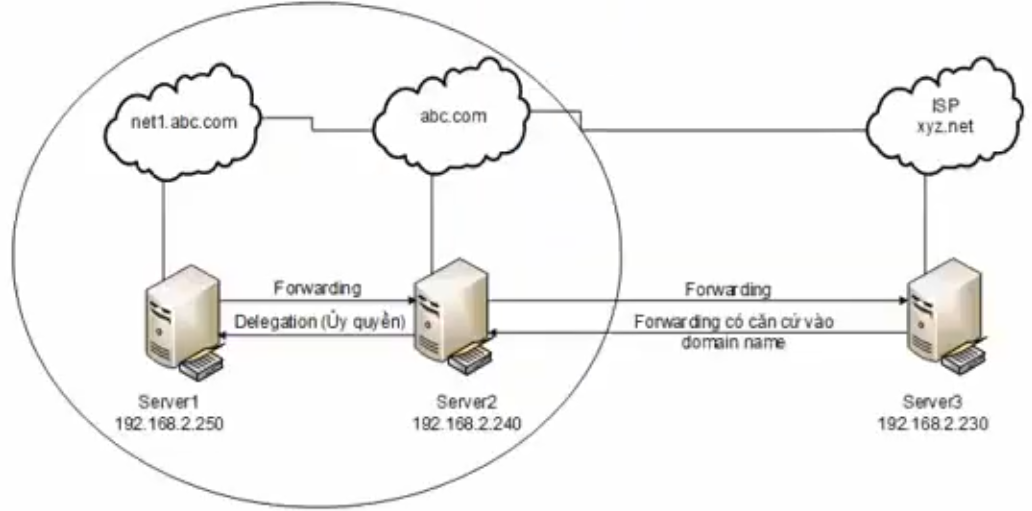 net1.abc.com
abc.com
ISP
xyz.net
Forwarding
Delegation (Ủy quyền)
Forwarding
Forwarding có căn cứ vào
domain name
Server1
192.168.2.250
Server2
192.168.2.240
Server3
192.168.2.230